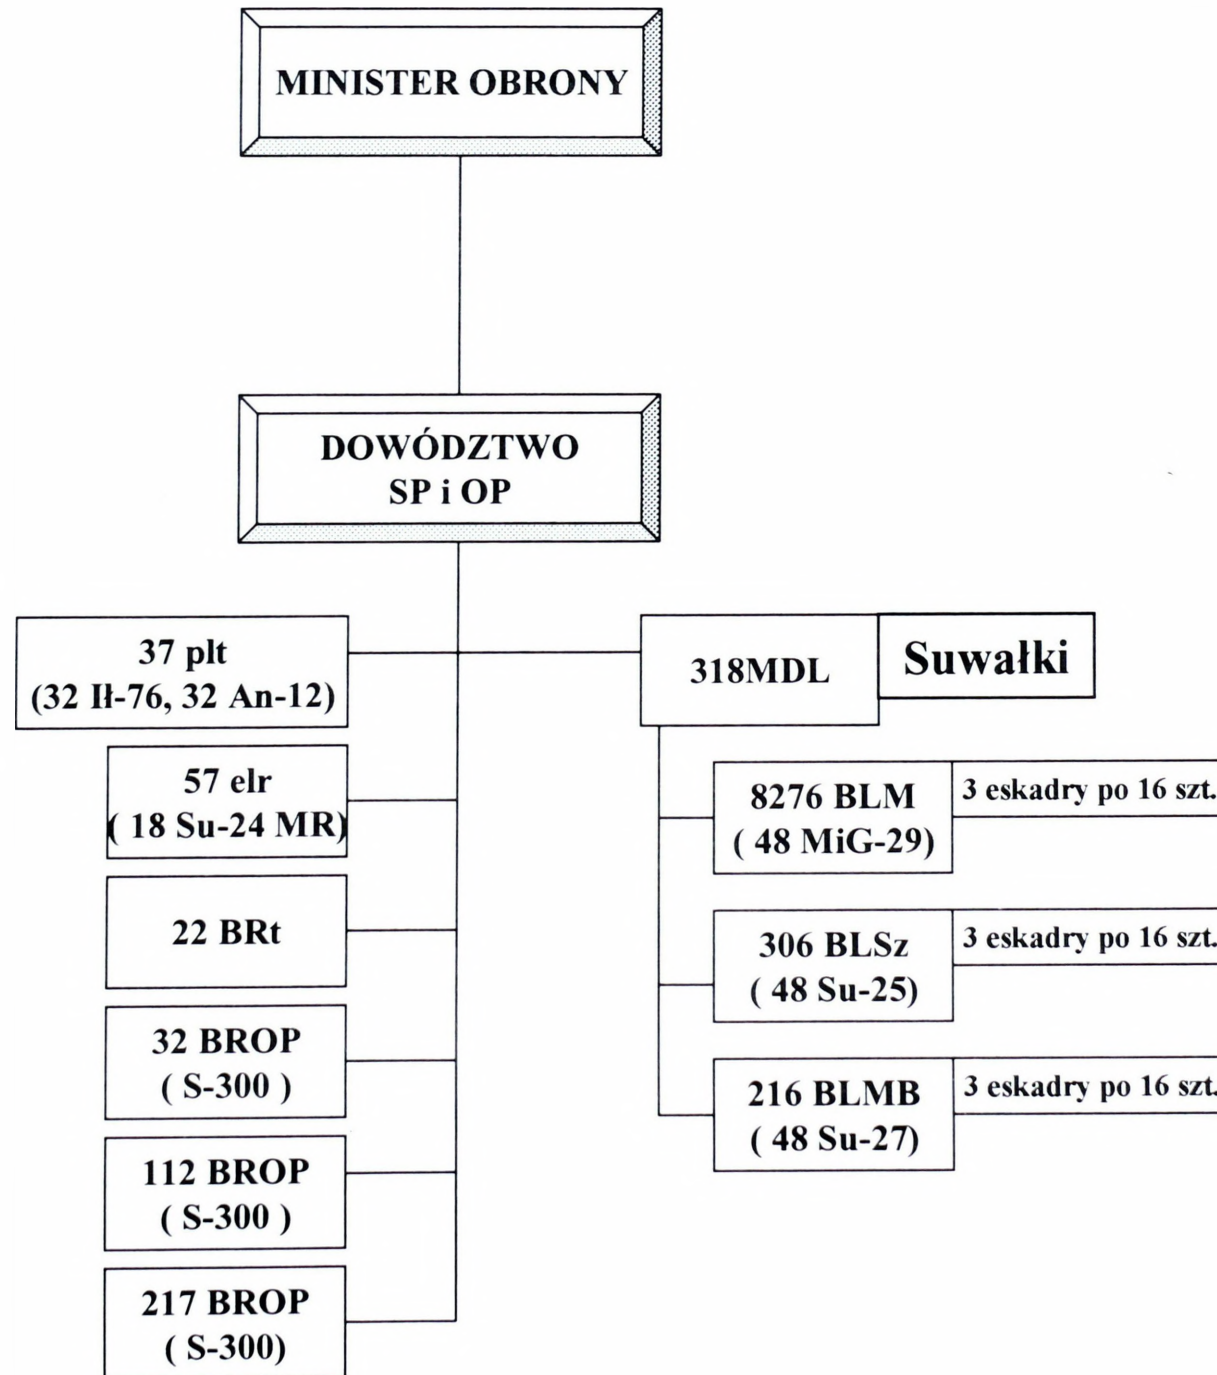 MINISTER OBRONY
DOWÓDZTWO
SP i OP
37 plt
(32 Ił-76, 32 An-12)
57 elr
( 18 Su-24 MR)
22 BRt
32 BROP
( S-300 )
112 BROP
( S-300 )
217 BROP
( S-300)
318MDL
Suwałki
8276 BLM
( 48 MiG-29)
3 eskadry po 16 szt.
306 BLSz
( 48 Su-25)
3 eskadry po 16 szt.
216 BLMB
( 48 Su-27)
3 eskadry po 16 szt.